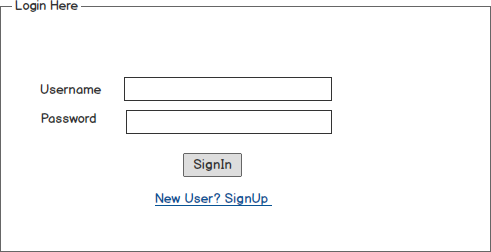 Login Here
Username
Password
SignIn
New User? SignUp